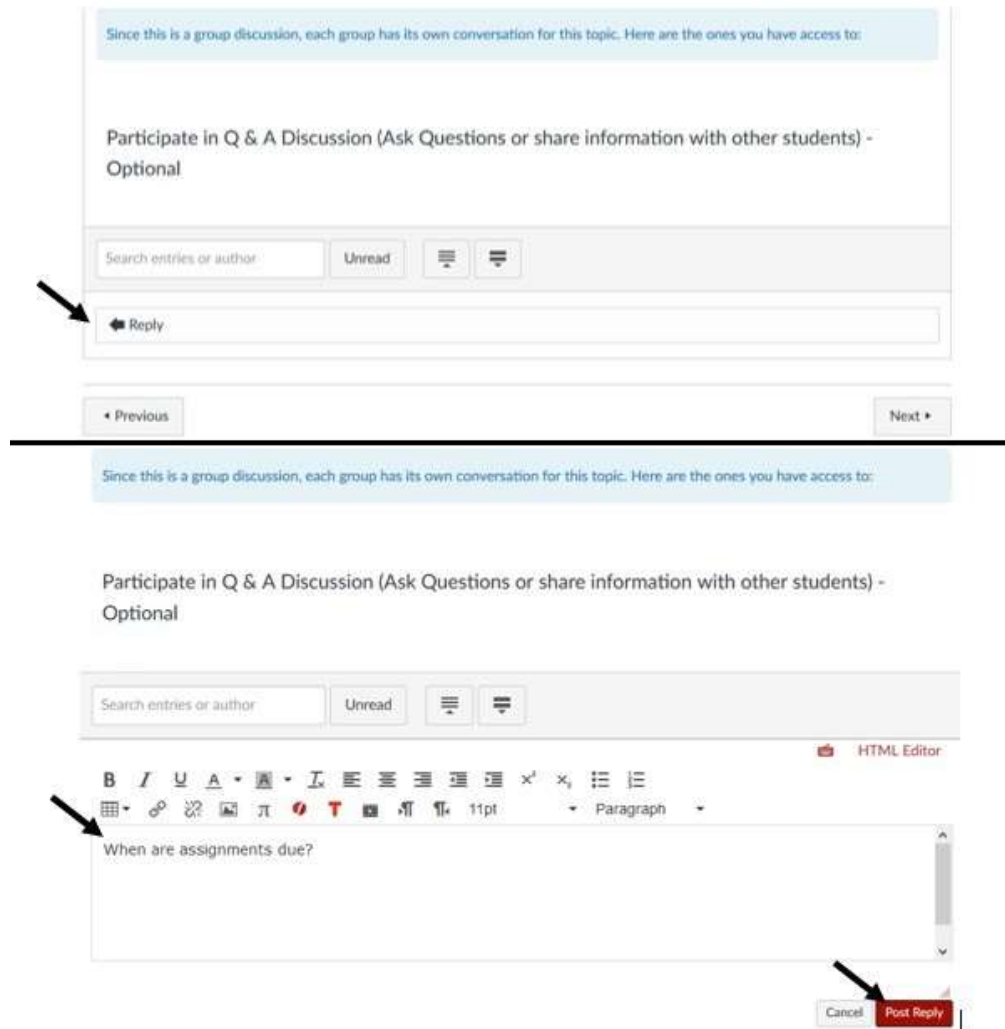 Since this is a group discussion, each group has its own conversation for this topic. Here are the ones you have access to:
Participate in Q & A Discussion (Ask Questions or share information with other students) -
Optional
Search entries or author Unread
Reply
Previous Next
Since this is a group discussion, each group has its own conversation for this topic. Here are the ones you have access to:
Participate in Q & A Discussion (Ask Questions or share information with other students) -
Optional
Search entries or author Unread
HTML Editor
B I U A A Tx x² x₂
π T ¶ ¶ 11pt Paragraph
When are assignments due?
Cancel Post Reply